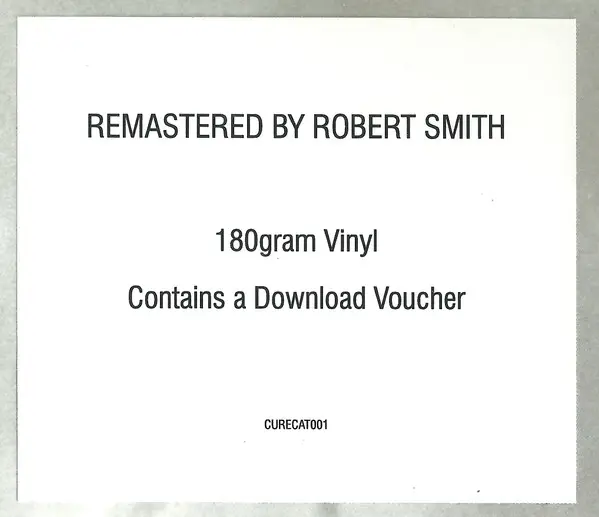 REMASTERED BY ROBERT SMITH
180gram Vinyl
Contains a Download Voucher
CURECAT001